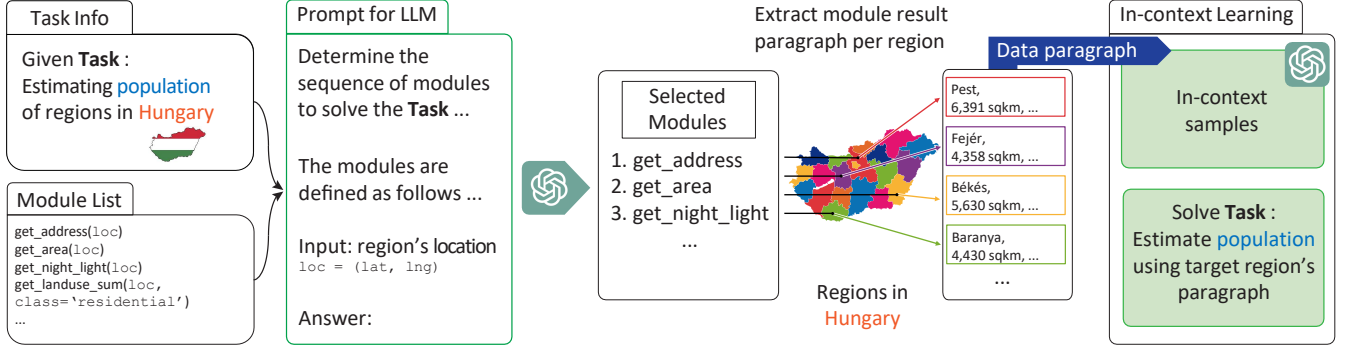 Task Info
Given Task :
Estimating population
of regions in Hungary
Module List
get_address(loc)
get_area(loc)
get_night_light(loc)
get_landuse_sum(loc,
class=‘residential’)
...
Prompt for LLM
Determine the
sequence of modules
to solve the Task ...
The modules are
defined as follows ...
Input: region’s location
loc = (lat, lng)
Answer:
Selected
Modules
1. get_address
2. get_area
3. get_night_light
...
Extract module result
paragraph per region
Regions in
Hungary
Data paragraph
Pest,
6,391 sqkm, ...
Fejér,
4,358 sqkm, ...
Békés,
5,630 sqkm, ...
Baranya,
4,430 sqkm, ...
...
In-context Learning
In-context
samples
Solve Task :
Estimate population
using target region’s
paragraph